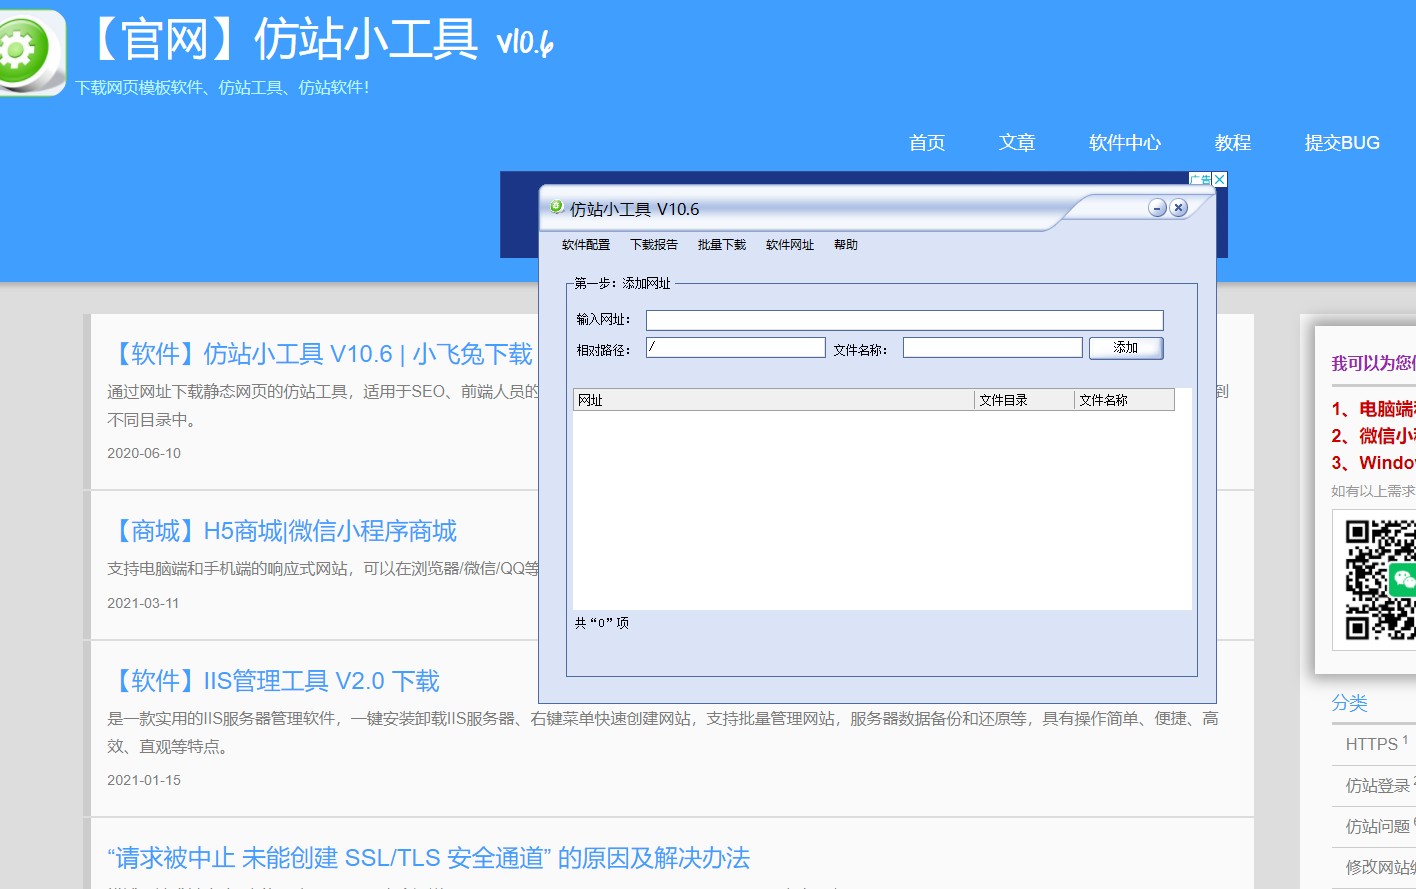 【官网】仿站小工具 v10.6
下载网页模板软件、仿站工具、仿站软件！
首页 文章 软件中心 教程 提交BUG
广告
仿站小工具 V10.6
软件配置 下载报告 批量下载 软件网址 帮助
第一步：添加网址
输入网址：
相对路径： / 文件名称： 添加
网址 文件目录 文件名称
共“0”项
【软件】仿站小工具 V10.6 | 小飞兔下载
通过网址下载静态网页的仿站工具，适用于SEO、前端人员的 到
不同目录中。
2020-06-10
【商城】H5商城|微信小程序商城
支持电脑端和手机端的响应式网站，可以在浏览器/微信/QQ等
2021-03-11
【软件】IIS管理工具 V2.0 下载
是一款实用的IIS服务器管理软件，一键安装卸载IIS服务器、右键菜单快速创建网站，支持批量管理网站，服务器数据备份和还原等，具有操作简单、便捷、高
效、直观等特点。
2021-01-15
“请求被中止 未能创建 SSL/TLS 安全通道” 的原因及解决办法
我可以为您
1、电脑端
2、微信小
3、Windo
如有以上需求
分类
HTTPS 1
仿站登录
仿站问题
修改网站